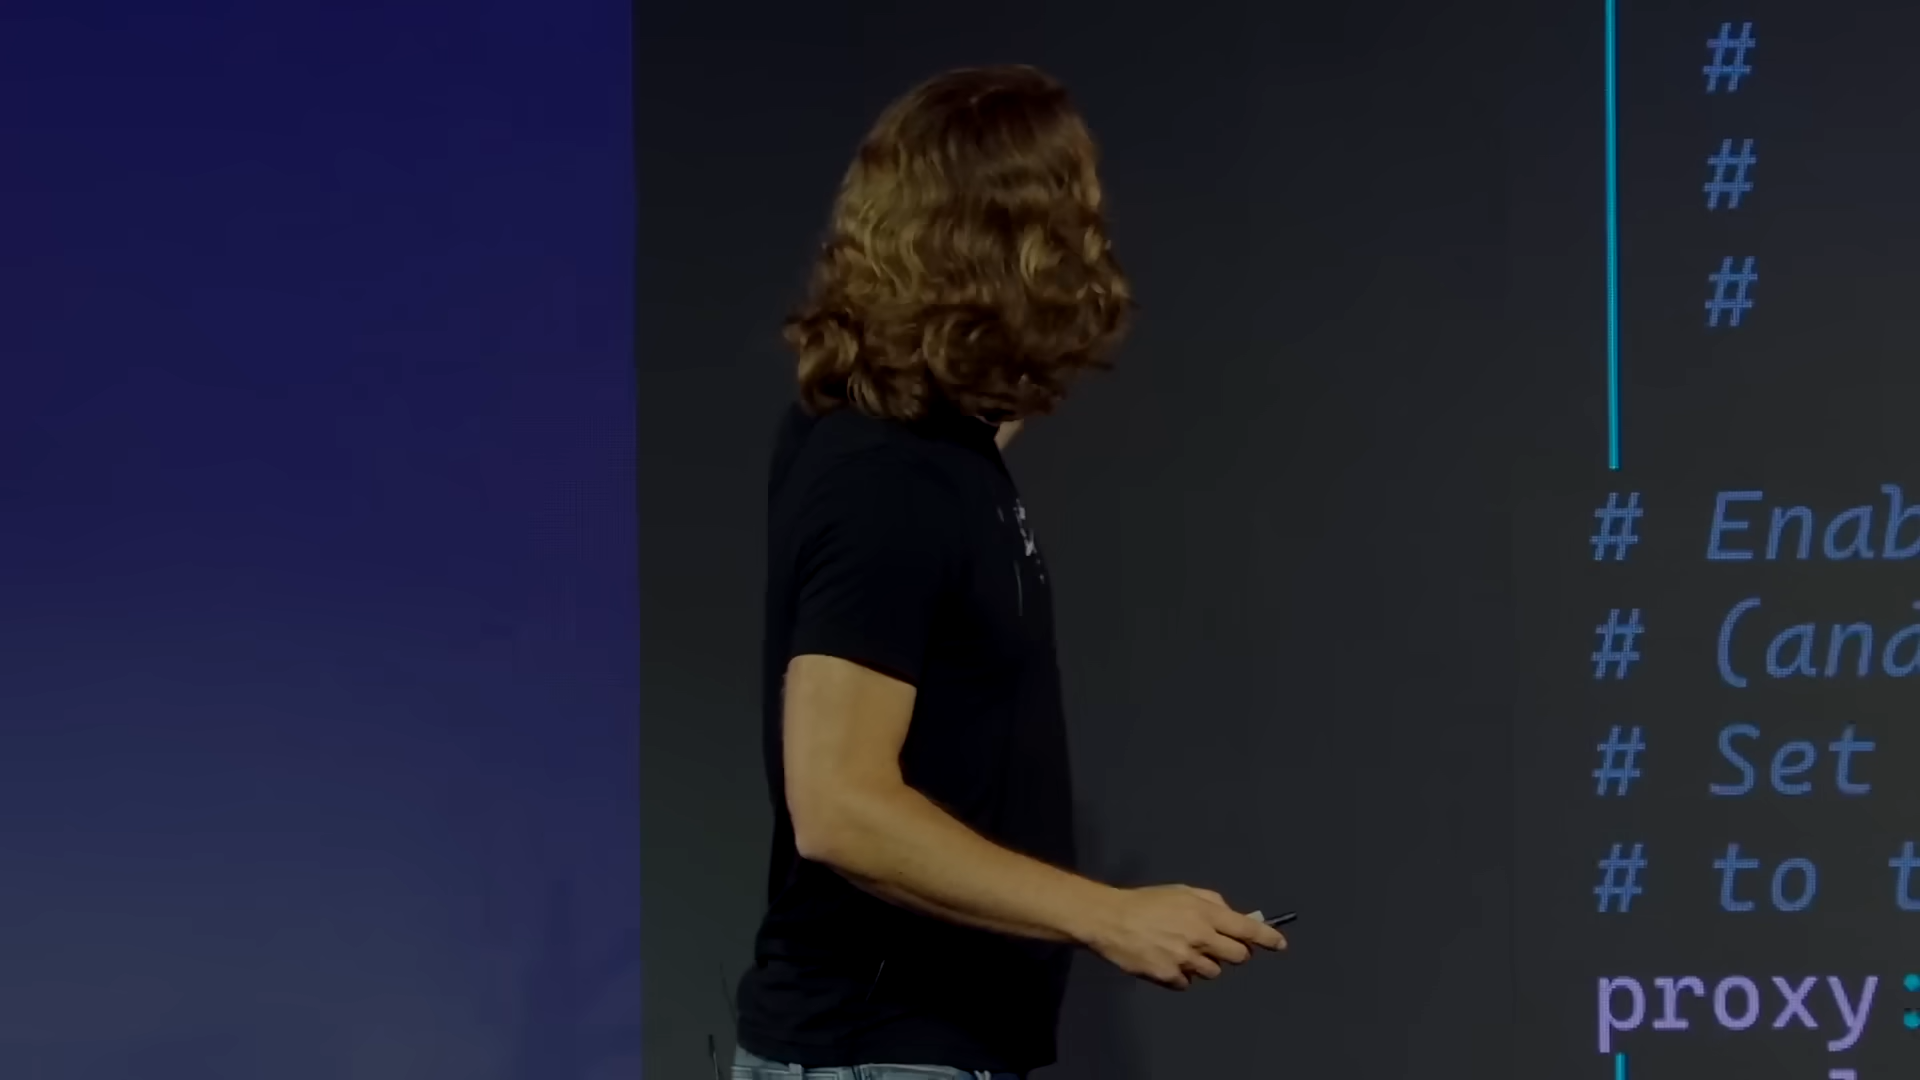 #
#
#
# Enab
# (and
# Set
# to t
proxy: